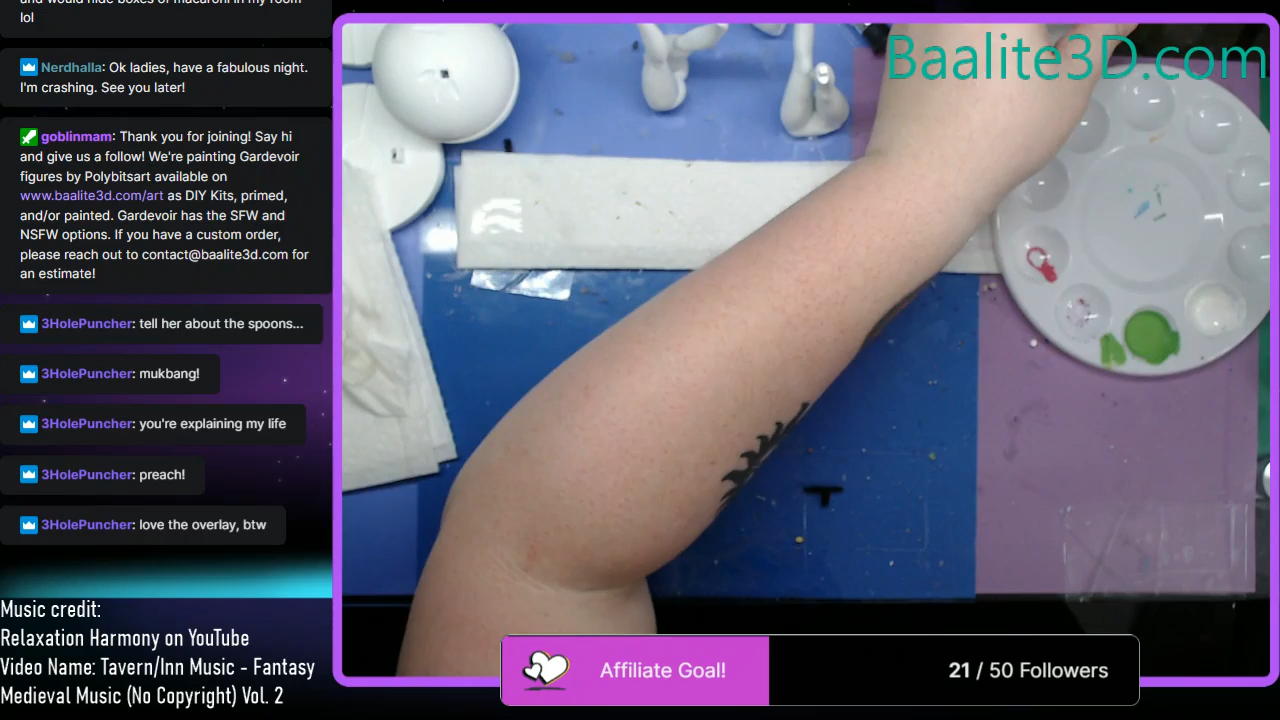 and would hide boxes of macaroni in my room
lol
Nerdhalla: Ok ladies, have a fabulous night.
I'm crashing. See you later!
goblinmam: Thank you for joining! Say hi
and give us a follow! We're painting Gardevoir
figures by Polybitsart available on
www.baalite3d.com/art as DIY Kits, primed,
and/or painted. Gardevoir has the SFW and
NSFW options. If you have a custom order,
please reach out to contact@baalite3d.com for
an estimate!
3HolePuncher: tell her about the spoons...
3HolePuncher: mukbang!
3HolePuncher: you're explaining my life
3HolePuncher: preach!
3HolePuncher: love the overlay, btw
Music credit:
Relaxation Harmony on YouTube
Video Name: Tavern/Inn Music - Fantasy
Medieval Music (No Copyright) Vol. 2
Baalite3D.com
Affiliate Goal! 21 / 50 Followers